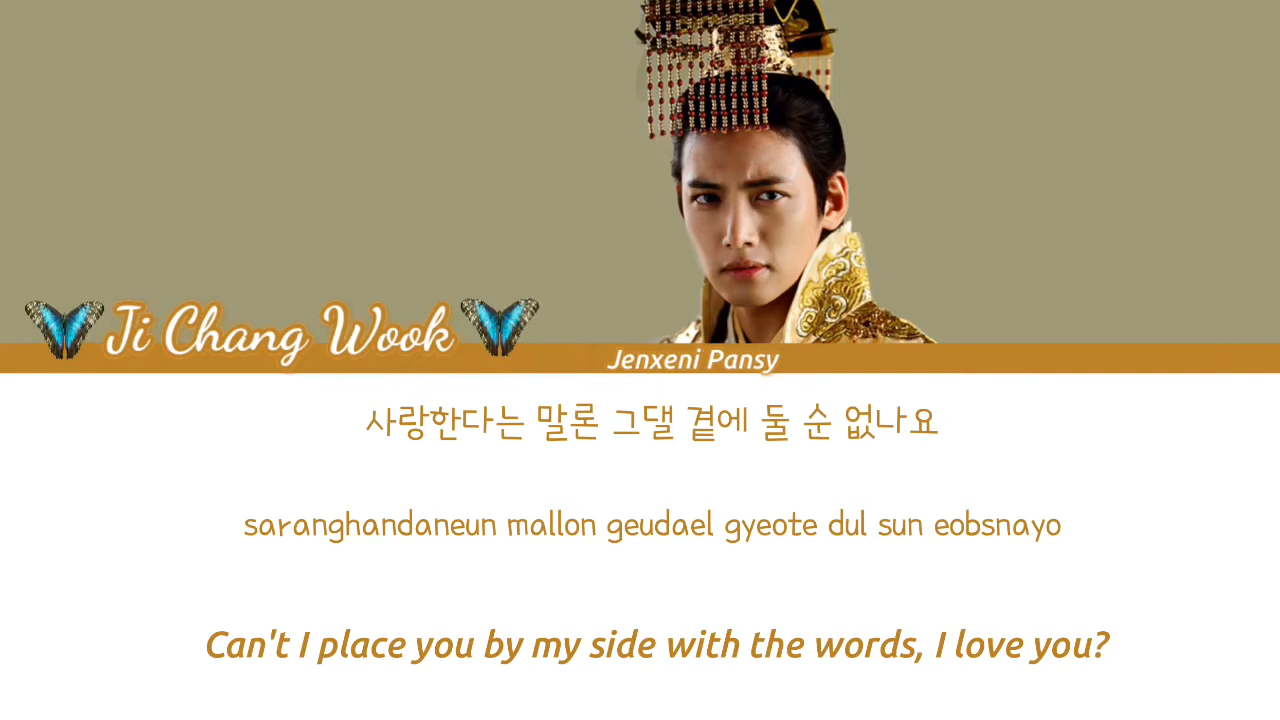 Ji Chang Wook
Jenxeni Pansy
사랑한다는 말론 그댈 곁에 둘 순 없나요
saranghandaneun mallon geudael gyeote dul sun eobsnayo
Can't I place you by my side with the words, I love you?